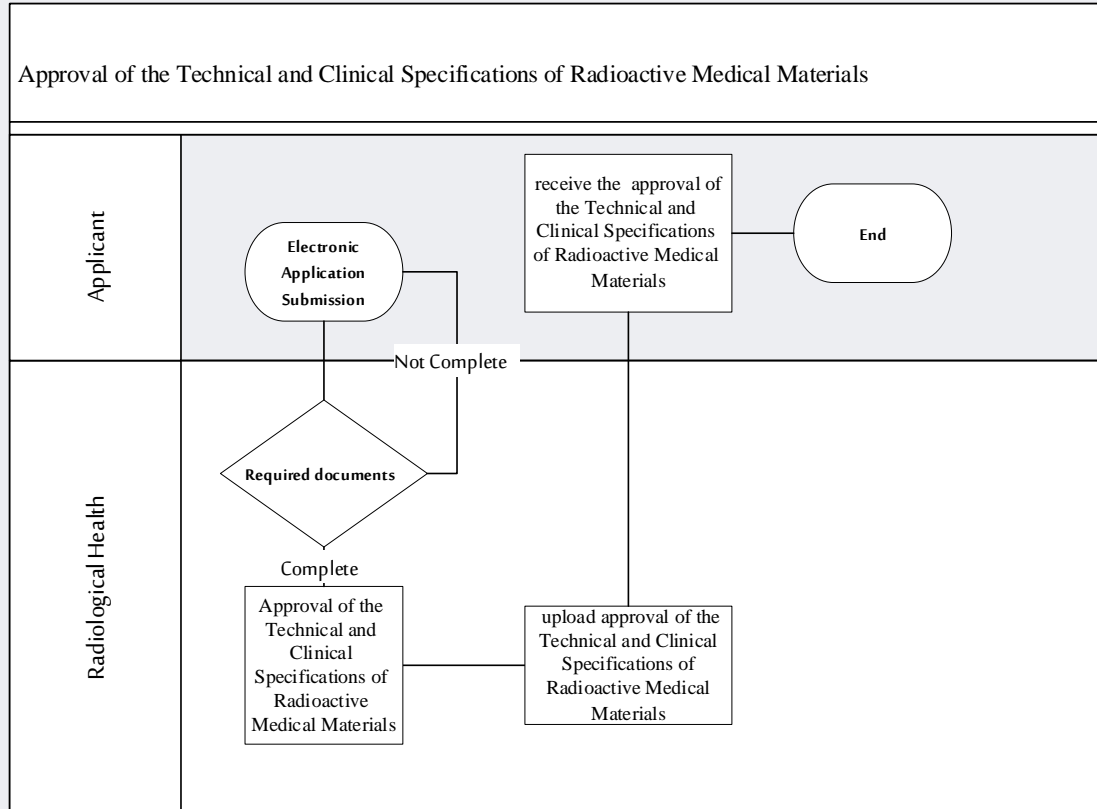 Approval of the Technical and Clinical Specifications of Radioactive Medical Materials
Applicant
Electronic
Application
Submission
receive the approval of
the Technical and
Clinical Specifications
of Radioactive Medical
Materials
End
Not Complete
Radiological Health
Required documents
Complete
Approval of the
Technical and
Clinical
Specifications of
Radioactive
Medical Materials
upload approval of the
Technical and Clinical
Specifications of
Radioactive Medical
Materials